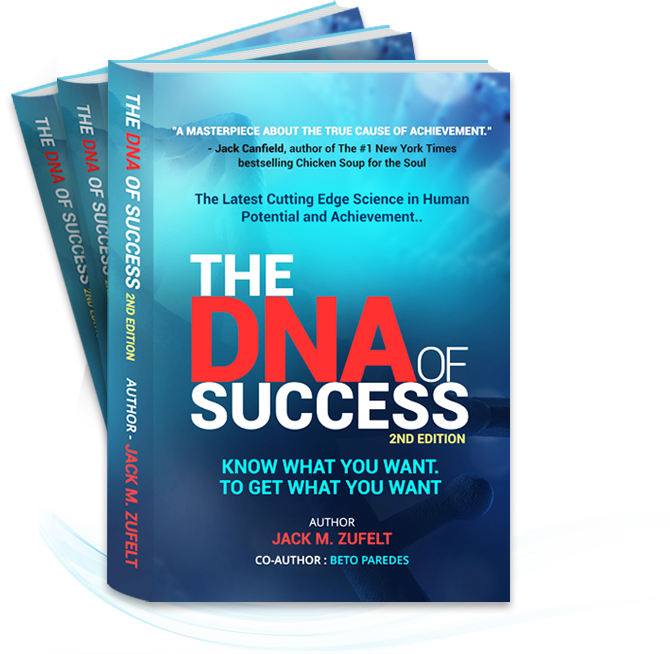 "A MASTERPIECE ABOUT THE TRUE CAUSE OF ACHIEVEMENT."
- Jack Canfield, author of The #1 New York Times
bestselling Chicken Soup for the Soul
The Latest Cutting Edge Science in Human
Potential and Achievement..
THE
DNA OF
SUCCESS
2ND EDITION
KNOW WHAT YOU WANT.
TO GET WHAT YOU WANT
AUTHOR
JACK M. ZUFELT
CO-AUTHOR : BETO PAREDES
THE DNA OF SUCCESS 2ND EDITION AUTHOR - JACK M. ZUFELT
THE DNA OF SUCCESS
THE DNA OF SUCCESS 2ND EDITION